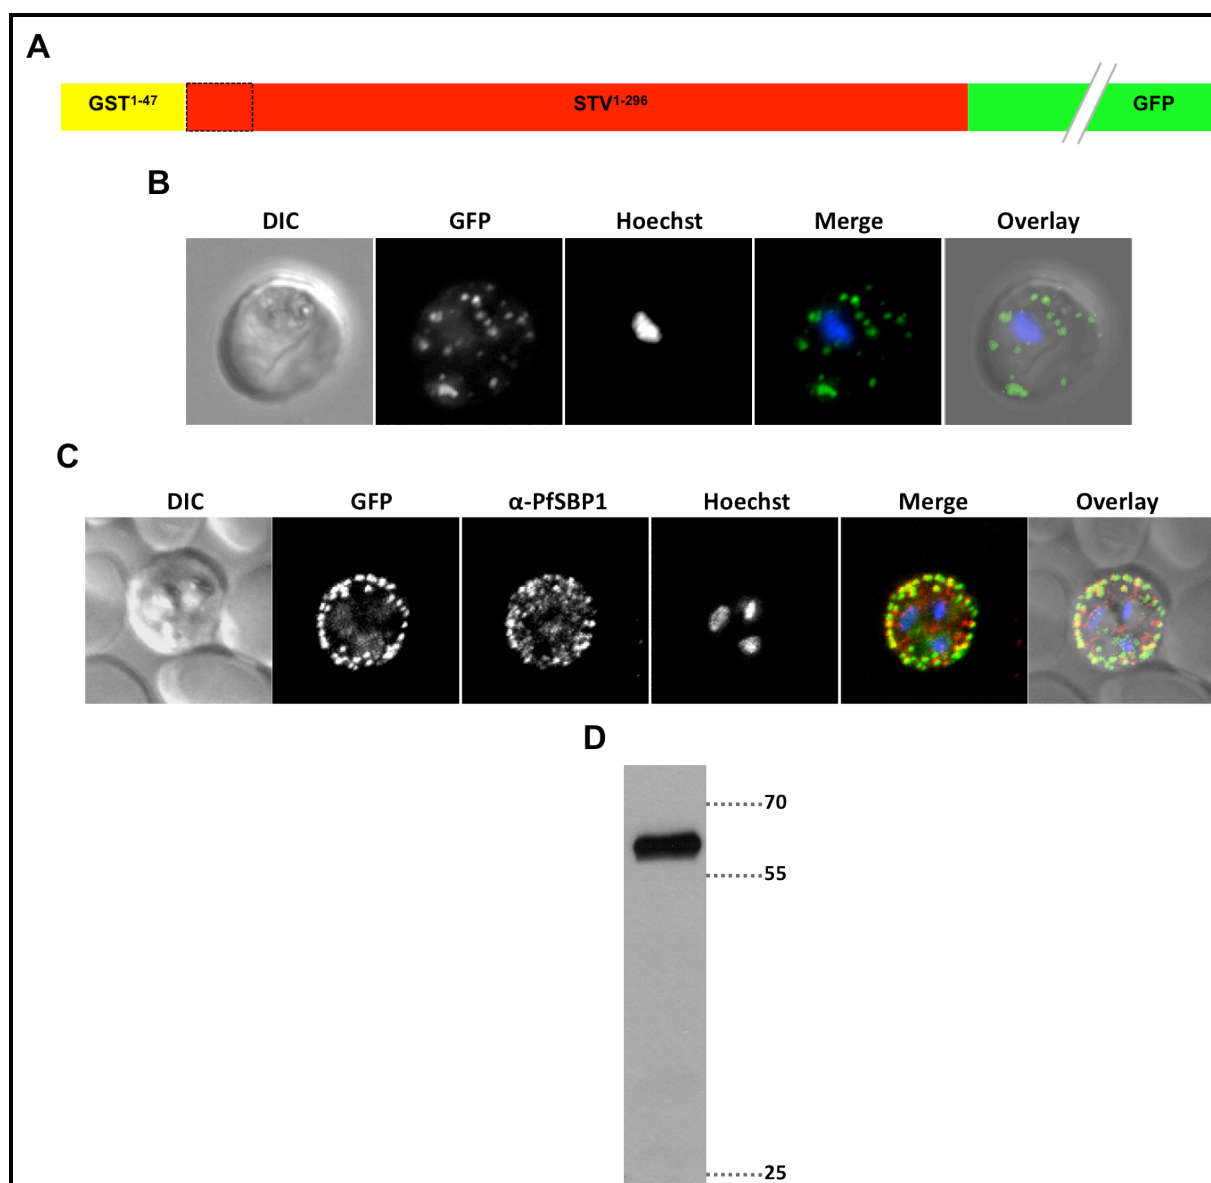 A
GST1-47 STV1-296 GFP
B
DIC GFP Hoechst Merge Overlay
C
DIC GFP α-PfSBP1 Hoechst Merge Overlay
D
70
55
25